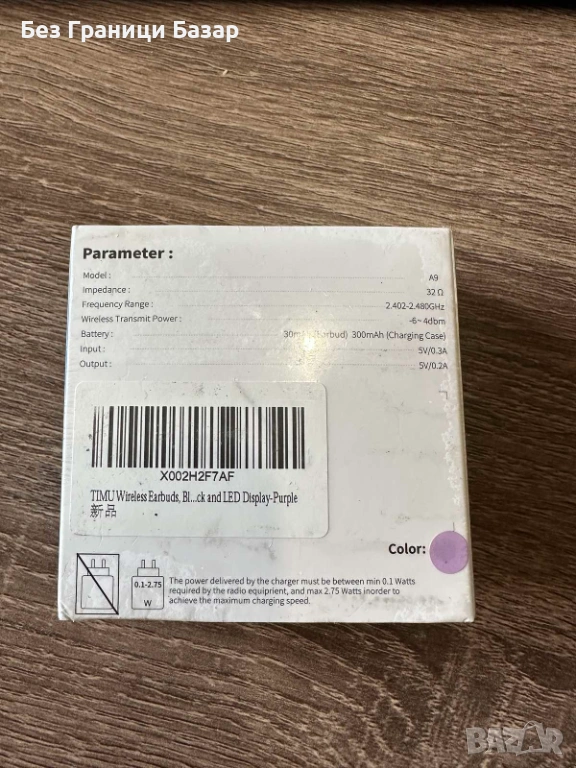 Без Граници Базар
Parameter :
Model : A9
Impedance : 32 Ω
Frequency Range : 2.402-2.480GHz
Wireless Transmit Power : -6~4dbm
Battery : 300mAh (Charging Case)
Input : 5V/0.3A
Output : 5V/0.2A
X002H2F7AF
TIMU Wireless Earbuds, Bl...ck and LED Display-Purple
新品
Color:
0.1-2.75
W
The power delivered by the charger must be between min 0.1 Watts
required by the radio equiprient, and max 2.75 Watts inorder to
achieve the maximum charging speed.
BAZAR